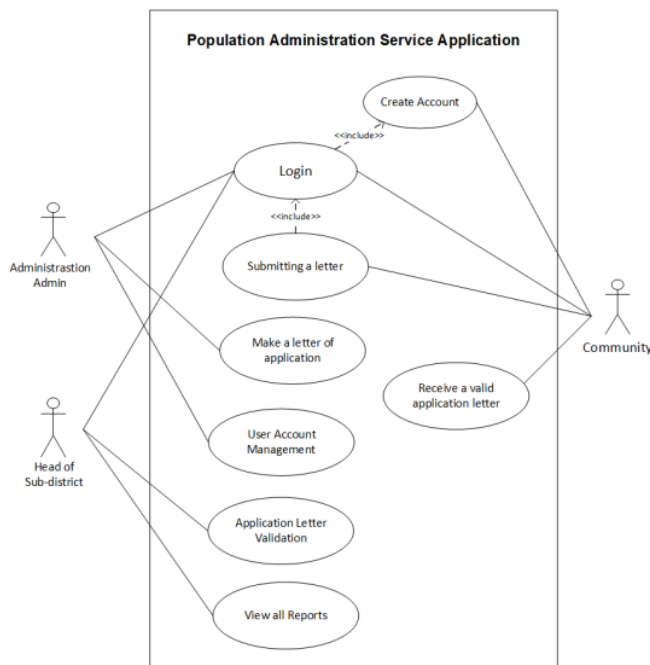 Population Administration Service Application
Create Account
<<include>>
Login
<<include>>
Administrastion
Admin
Submitting a letter
Community
Make a letter of
application
Receive a valid
application letter
User Account
Management
Head of
Sub-district
Application Letter
Validation
View all Reports